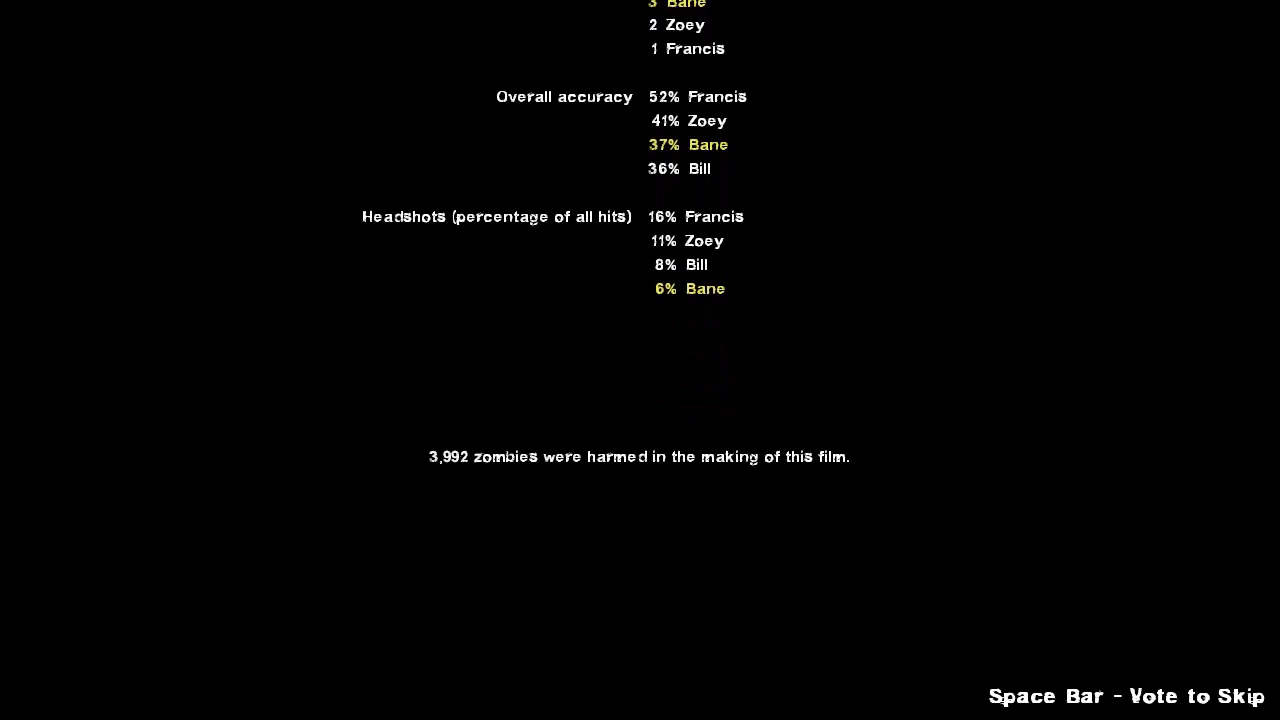 3 Bane
2 Zoey
1 Francis
Overall accuracy 52% Francis
41% Zoey
37% Bane
36% Bill
Headshots (percentage of all hits) 16% Francis
11% Zoey
8% Bill
6% Bane
3,992 zombies were harmed in the making of this film.
Space Bar - Vote to Skip